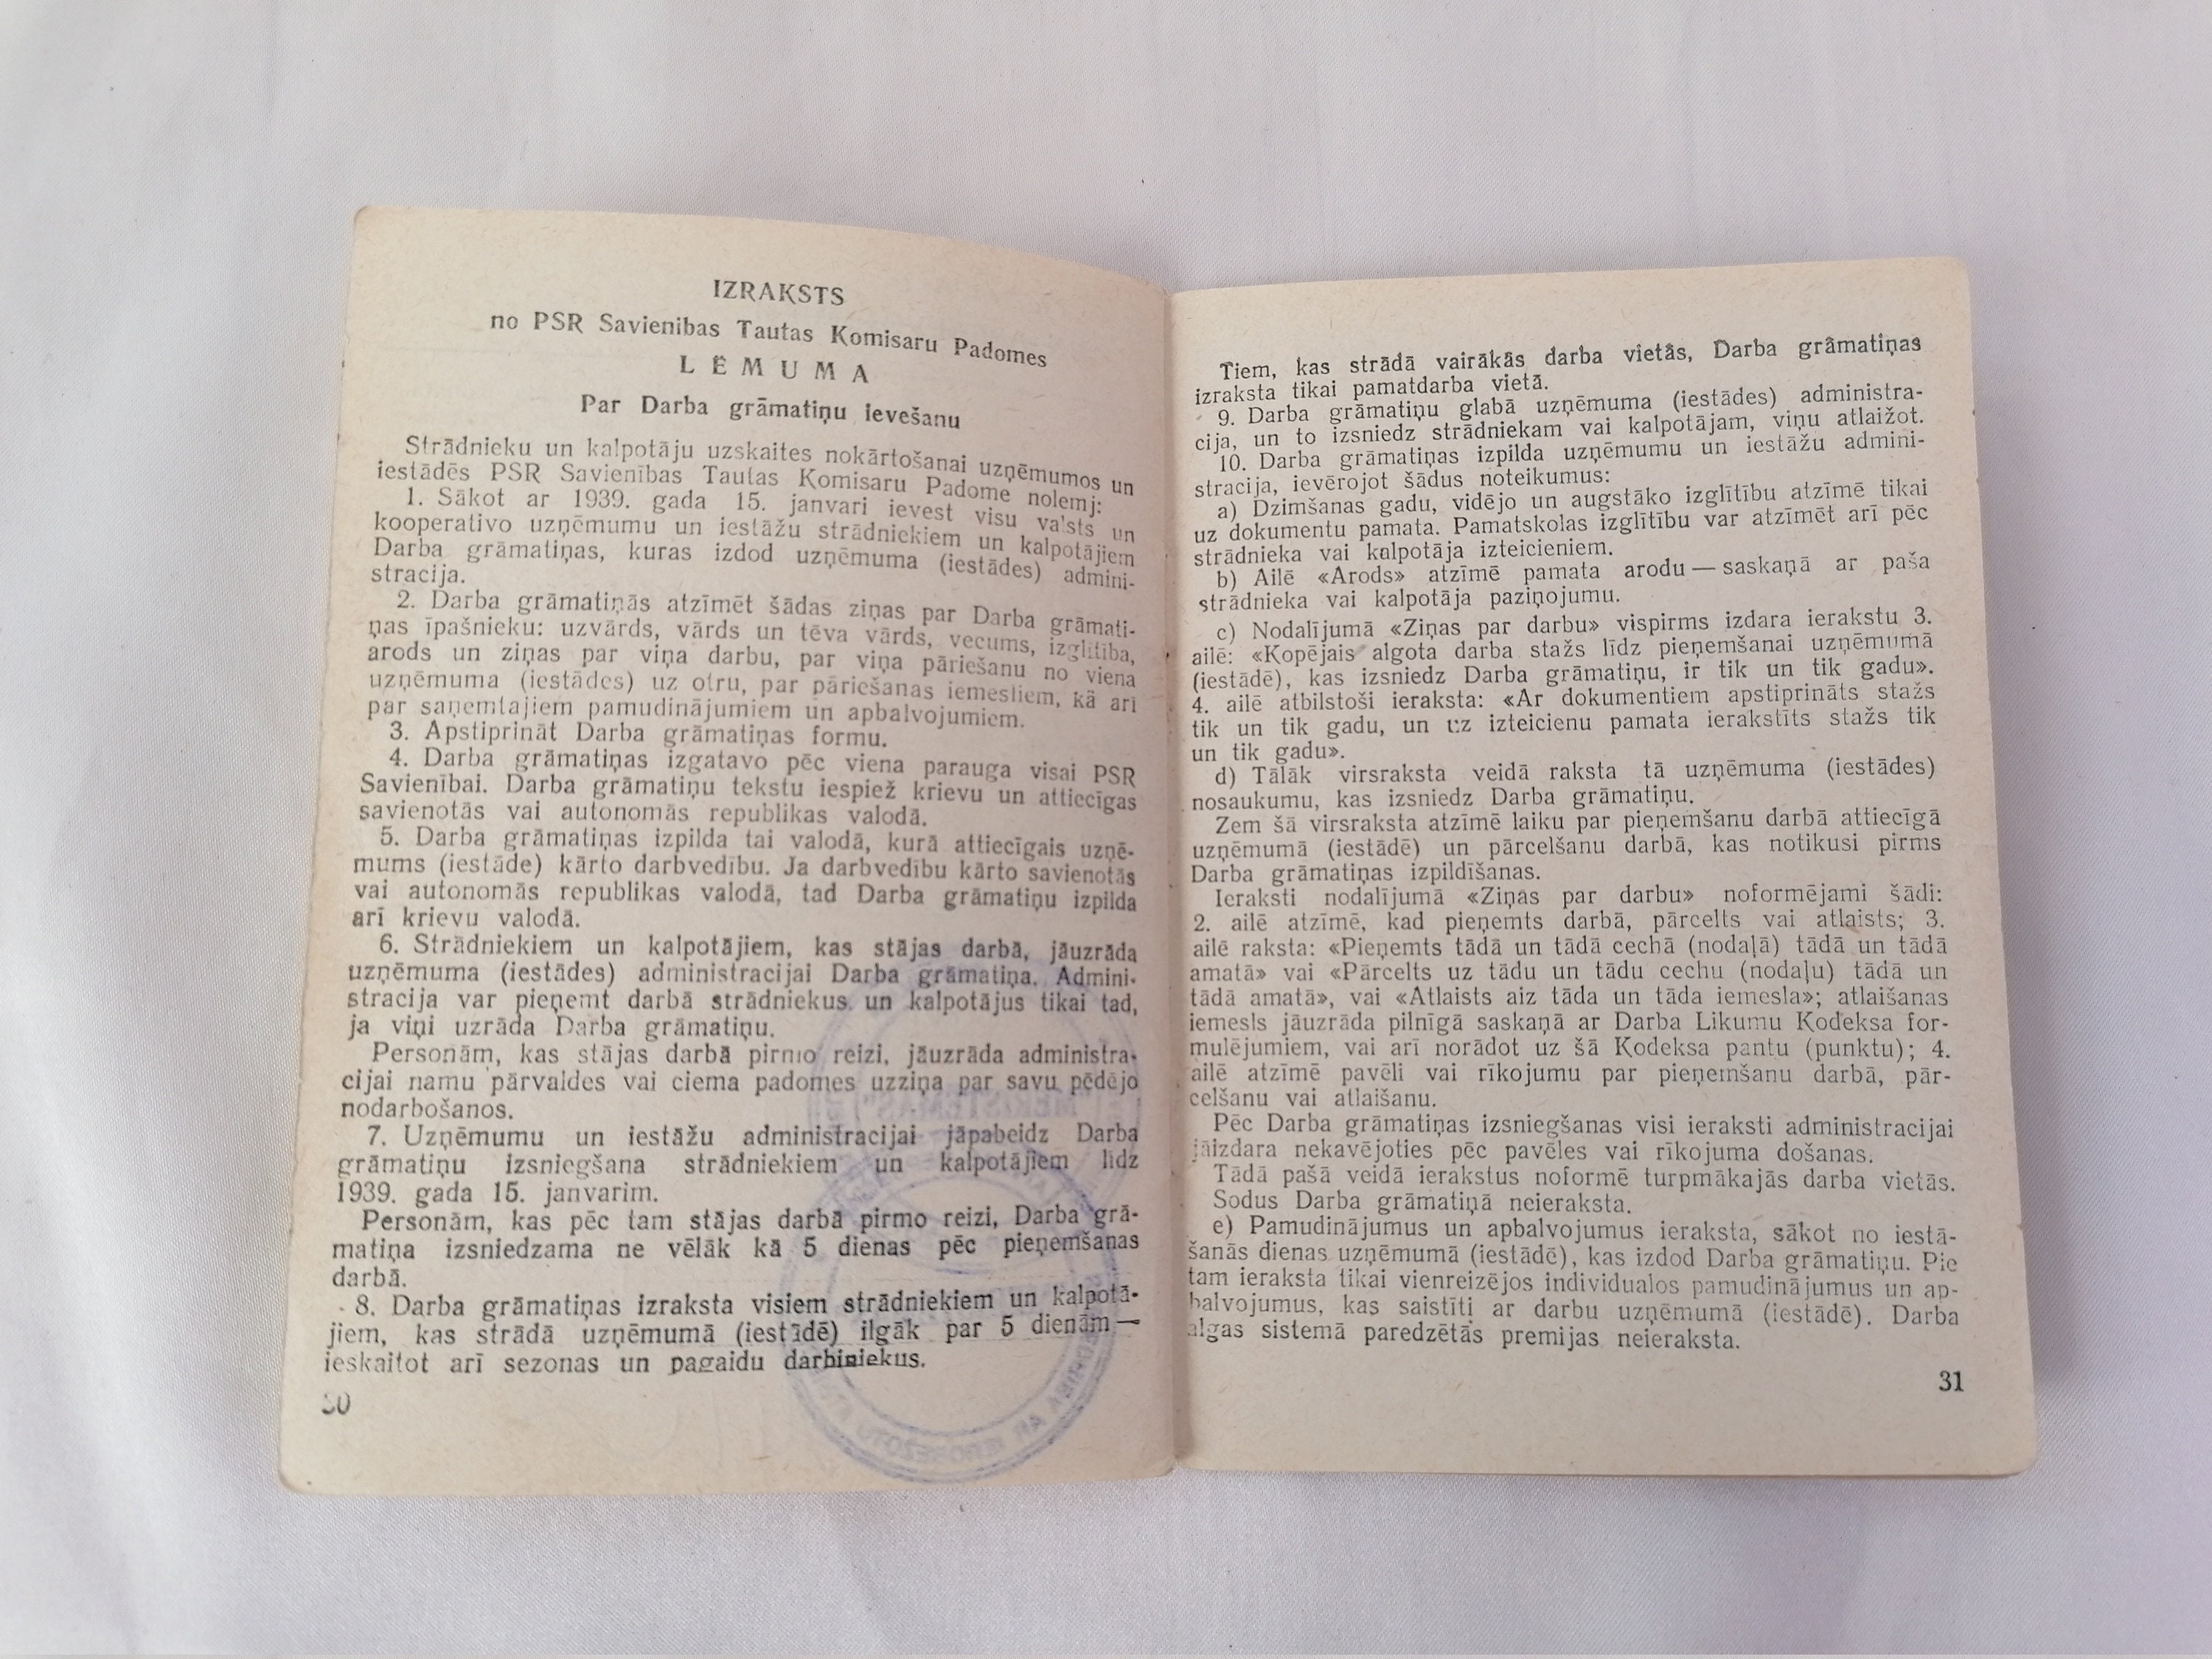 IZRAKSTS
no PSR Savienibas Tautas Komisaru Padomes
LĒMUMA
Par Darba grāmatiņu ievešanu
Strādnieku un kalpotāju uzskaites nokārtošanai uzņēmumos un
iestādēs PSR Savienības Tautas Komisaru Padome nolemj:
1. Sākot ar 1939. gada 15. janvari ievest visu valsts un
kooperativo uzņēmumu un iestāžu strādniekiem un kalpotājiem
Darba grāmatiņas, kuras izdod uzņēmuma (iestādes) admini-
stracija.
2. Darba grāmatiņās atzīmēt šādas ziņas par Darba grāmati-
ņas īpašnieku: uzvārds, vārds un tēva vārds, vecums, izglītība,
arods un ziņas par viņa darbu, par viņa pāriešanu no viena
uzņēmuma (iestādes) uz otru, par pāriešanas iemesliem, kā arī
par saņemtajiem pamudinājumiem un apbalvojumiem.
3. Apstiprināt Darba grāmatiņas formu.
4. Darba grāmatiņas izgatavo pēc viena parauga visai PSR
Savienībai. Darba grāmatiņu tekstu iespiež krievu un attiecīgas
savienotās vai autonomās republikas valodā.
5. Darba grāmatiņas izpilda tai valodā, kurā attiecīgais uzņē-
mums (iestāde) kārto darbvedību. Ja darbvedību kārto savienotās
vai autonomās republikas valodā, tad Darba grāmatiņu izpilda
arī krievu valodā.
6. Strādniekiem un kalpotājiem, kas stājas darbā, jāuzrāda
uzņēmuma (iestādes) administracijai Darba grāmatiņa. Admini-
stracija var pieņemt darbā strādniekus un kalpotājus tikai tad,
ja viņi uzrāda Darba grāmatiņu.
Personām, kas stājas darbā pirmo reizi, jāuzrāda administra-
cijai namu pārvaldes vai ciema padomes uzziņa par savu pēdējo
nodarbošanos.
7. Uzņēmumu un iestāžu administracijai jāpabeidz Darba
grāmatiņu izsniegšana strādniekiem un kalpotājiem līdz
1939. gada 15. janvarim.
Personām, kas pēc tam stājas darbā pirmo reizi, Darba grā-
matiņa izsniedzama ne vēlāk kā 5 dienas pēc pieņemšanas
darbā.
8. Darba grāmatiņas izraksta visiem strādniekiem un kalpotā-
jiem, kas strādā uzņēmumā (iestādē) ilgāk par 5 dienām —
ieskaitot arī sezonas un pagaidu darbiniekus.
30
Tiem, kas strādā vairākās darba vietās, Darba grāmatiņas
izraksta tikai pamatdarba vietā.
9. Darba grāmatiņu glabā uzņēmuma (iestādes) administra-
cija, un to izsniedz strādniekam vai kalpotājam, viņu atlaižot.
10. Darba grāmatiņas izpilda uzņēmumu un iestāžu admini-
stracija, ievērojot šādus noteikumus:
a) Dzimšanas gadu, vidējo un augstāko izglītību atzīmē tikai
uz dokumentu pamata. Pamatskolas izglītību var atzīmēt arī pēc
strādnieka vai kalpotāja izteicieniem.
b) Ailē «Arods» atzīmē pamata arodu — saskaņā ar paša
strādnieka vai kalpotāja paziņojumu.
c) Nodalījumā «Ziņas par darbu» vispirms izdara ierakstu 3.
ailē: «Kopējais algota darba stažs līdz pieņemšanai uzņēmumā
(iestādē), kas izsniedz Darba grāmatiņu, ir tik un tik gadu».
4. ailē atbilstoši ieraksta: «Ar dokumentiem apstiprināts stažs
tik un tik gadu, un uz izteicienu pamata ierakstīts stažs tik
un tik gadu».
d) Tālāk virsraksta veidā raksta tā uzņēmuma (iestādes)
nosaukumu, kas izsniedz Darba grāmatiņu.
Zem šā virsraksta atzīmē laiku par pieņemšanu darbā attiecīgā
uzņēmumā (iestādē) un pārcelšanu darbā, kas notikusi pirms
Darba grāmatiņas izpildīšanas.
Ieraksti nodalījumā «Ziņas par darbu» noformējami šādi:
2. ailē atzīmē, kad pieņemts darbā, pārcelts vai atlaists; 3.
ailē raksta: «Pieņemts tādā un tādā cechā (nodaļā) tādā un tādā
amatā» vai «Pārcelts uz tādu un tādu cechu (nodaļu) tādā un
tādā amatā», vai «Atlaists aiz tāda un tāda iemesla»; atlaišanas
iemesls jāuzrāda pilnīgā saskaņā ar Darba Likumu Kodeksa for-
mulējumiem, vai arī norādot uz šā Kodeksa pantu (punktu); 4.
ailē atzīmē pavēli vai rīkojumu par pieņemšanu darbā, pār-
celšanu vai atlaišanu.
Pēc Darba grāmatiņas izsniegšanas visi ieraksti administracijai
jāizdara nekavējoties pēc pavēles vai rīkojuma došanas.
Tādā pašā veidā ierakstus noformē turpmākajās darba vietās.
Sodus Darba grāmatiņā neieraksta.
e) Pamudinājumus un apbalvojumus ieraksta, sākot no iestā-
šanās dienas uzņēmumā (iestādē), kas izdod Darba grāmatiņu. Pie
tam ieraksta tikai vienreizējos individualos pamudinājumus un ap-
balvojumus, kas saistīti ar darbu uzņēmumā (iestādē). Darba
algas sistemā paredzētās premijas neieraksta.
31